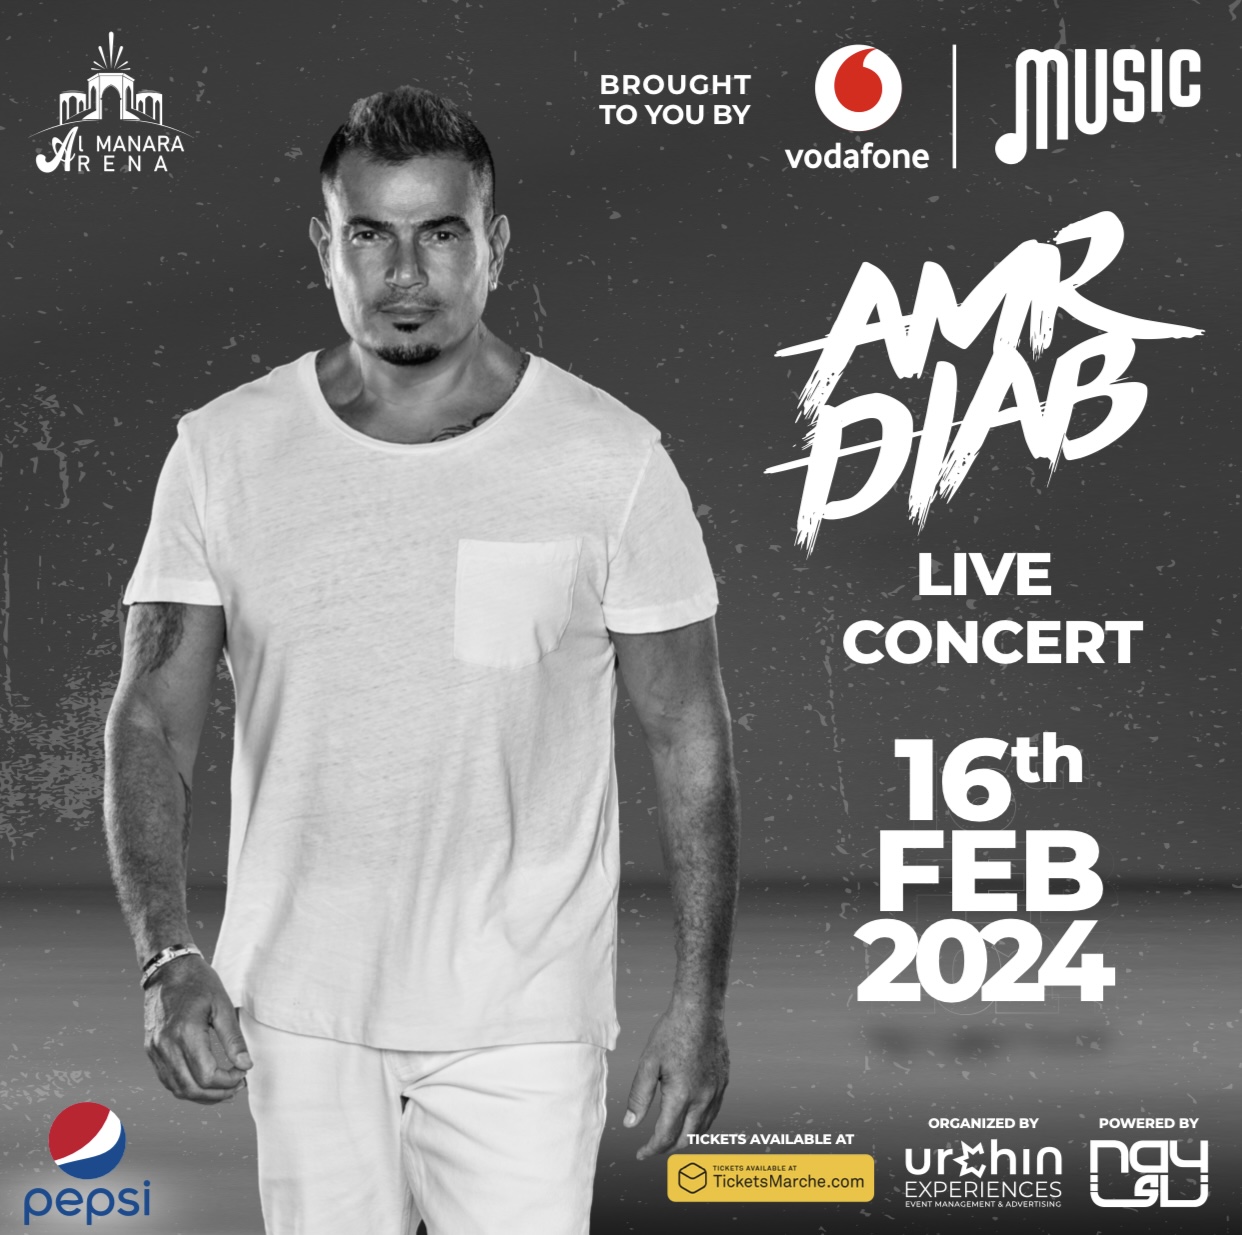 Al MANARA
ARENA
BROUGHT
TO YOU BY
vodafone
MUSIC
AMR
DIAB
LIVE
CONCERT
16th
FEB
2024
pepsi
TICKETS AVAILABLE AT
TICKETS AVAILABLE AT
TicketsMarche.com
ORGANIZED BY
urchin
EXPERIENCES
EVENT MANAGEMENT & ADVERTISING
POWERED BY